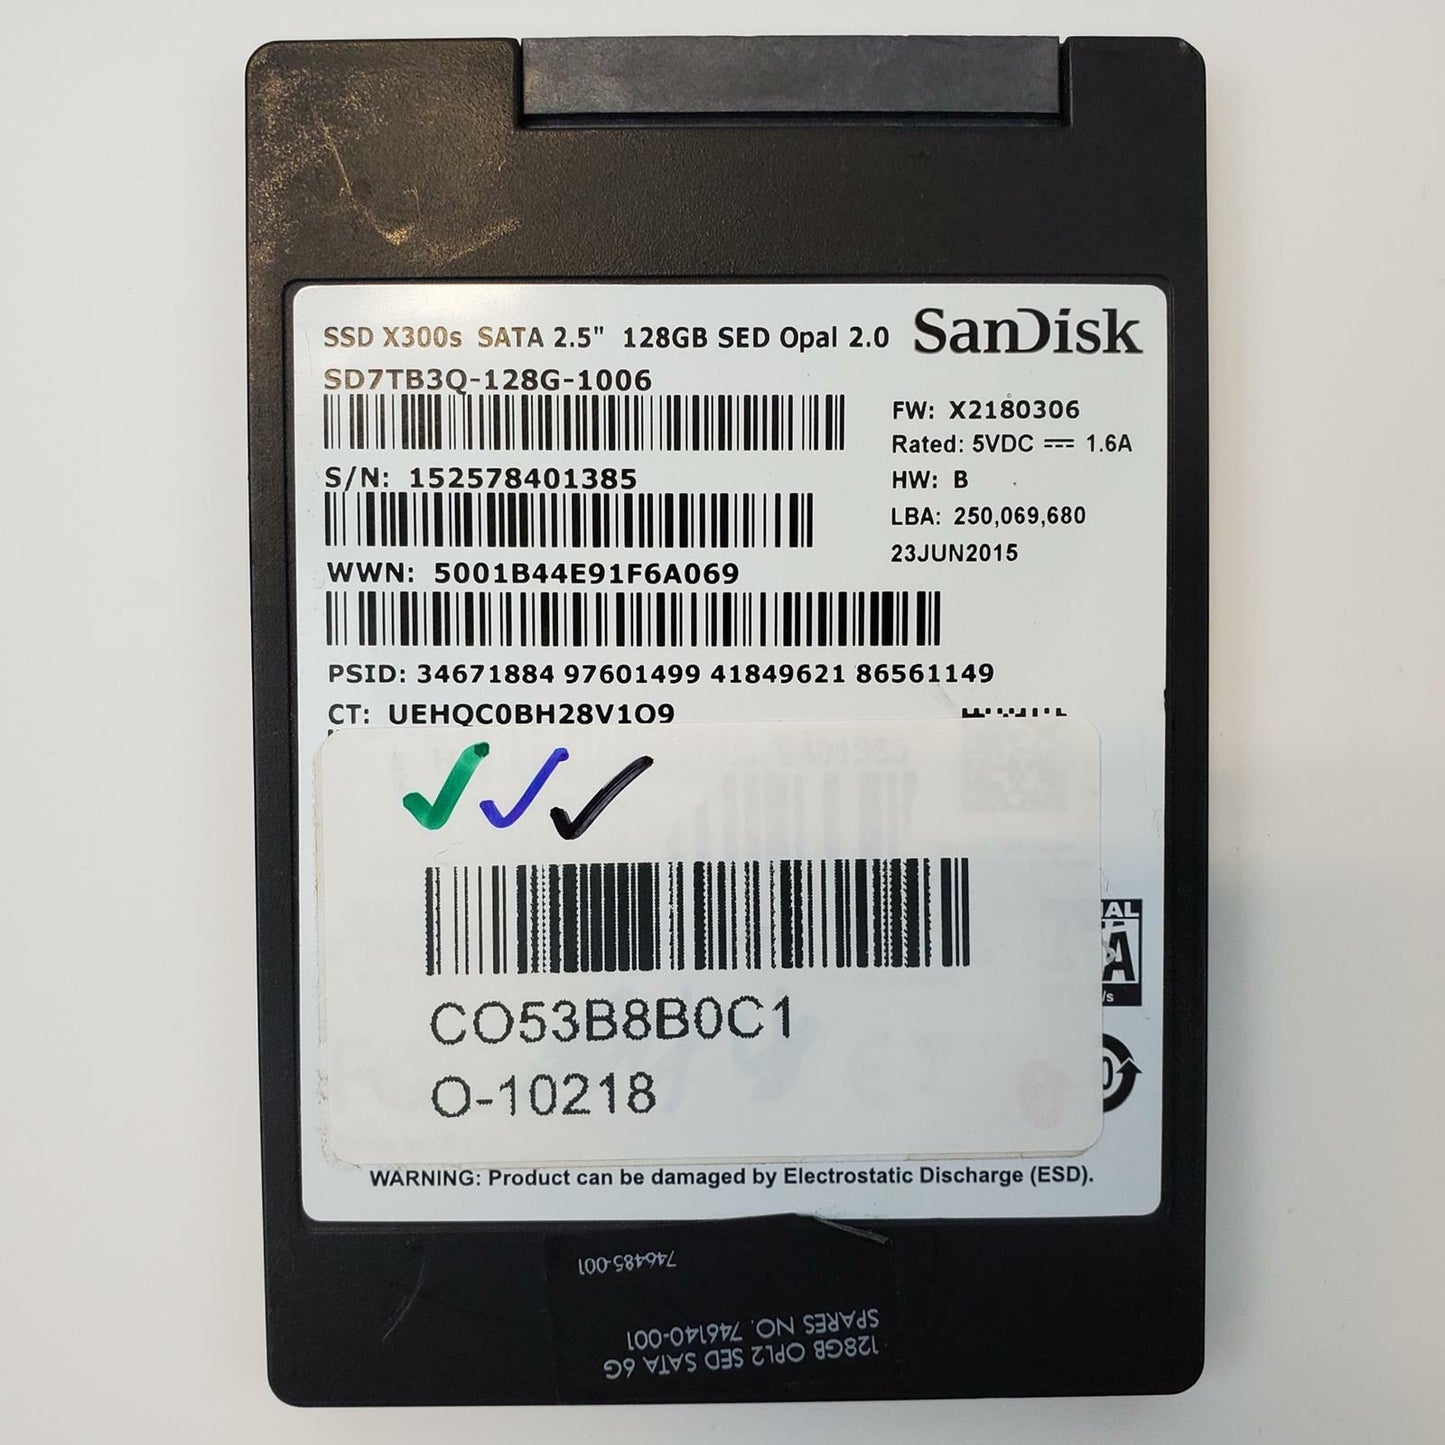 SSD X300s SATA 2.5" 128GB SED Opal 2.0 SanDisk
SD7TB3Q-128G-1006
FW: X2180306
Rated: 5VDC ⎓ 1.6A
HW: B
LBA: 250,069,680
23JUN2015
S/N: 152578401385
WWN: 5001B44E91F6A069
PSID: 34671884 97601499 41849621 86561149
CT: UEHQC0BH28V1O9
CO53B8B0C1
O-10218
WARNING: Product can be damaged by Electrostatic Discharge (ESD).
128GB OPL2 SED SATA 6G
SPARES NO. 746140-001
746485-001